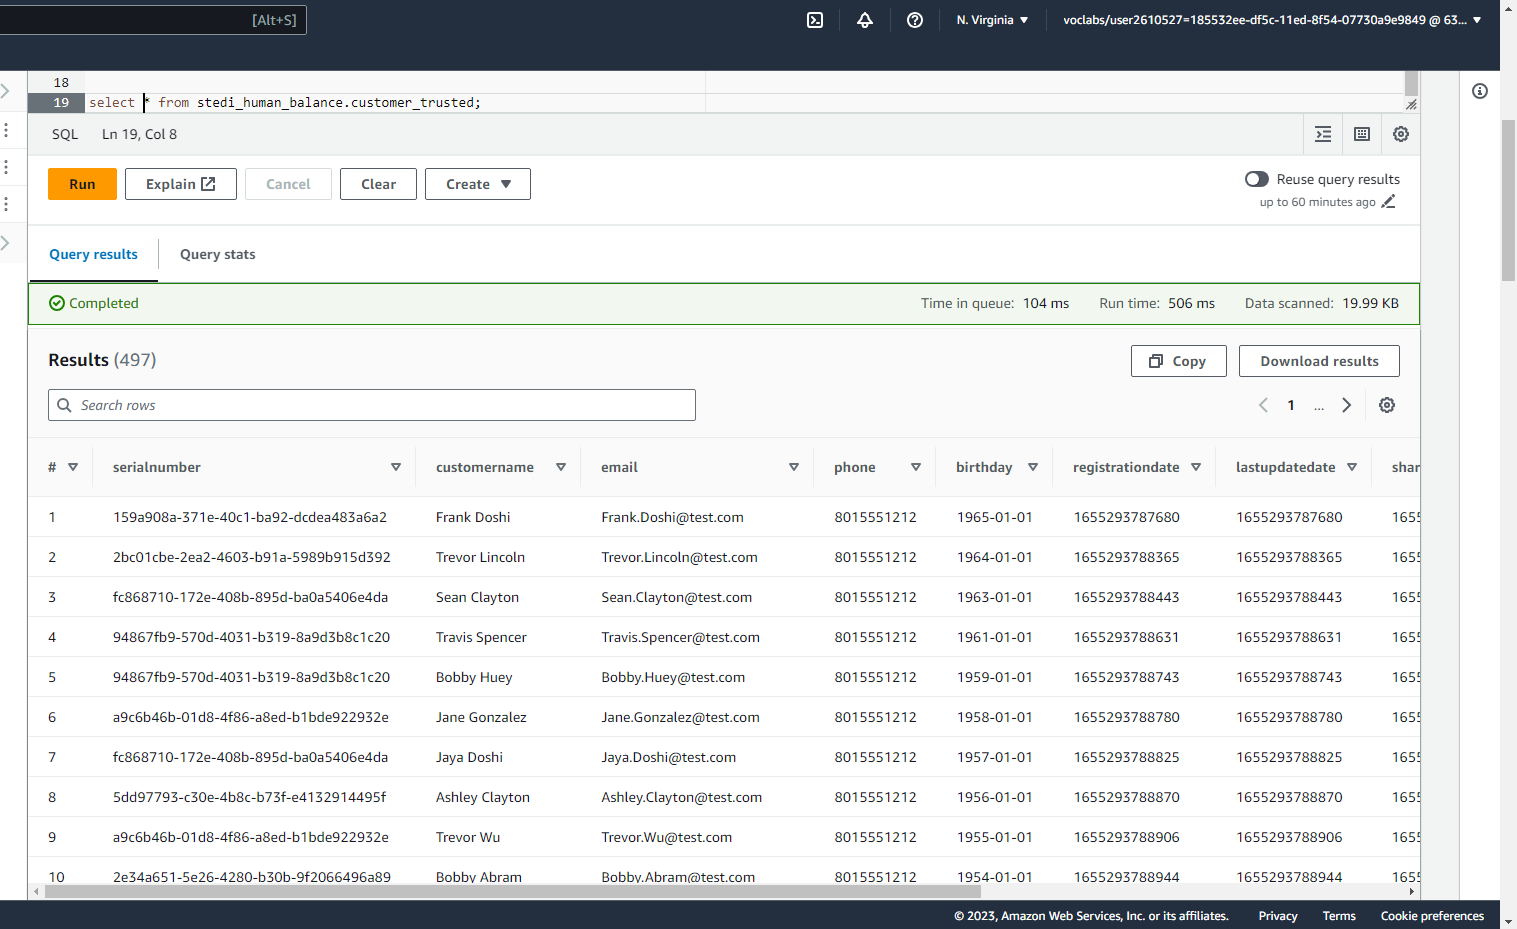 [Alt+S]
N. Virginia
voclabs/user2610527=185532ee-df5c-11ed-8f54-07730a9e9849 @ 63...
18
19 select * from stedi_human_balance.customer_trusted;
SQL Ln 19, Col 8
Run Explain Cancel Clear Create
Reuse query results
up to 60 minutes ago
Query results Query stats
Completed Time in queue: 104 ms Run time: 506 ms Data scanned: 19.99 KB
Results (497) Copy Download results
Search rows 1 ...
# serialnumber customername email phone birthday registrationdate lastupdatedate shar
1 159a908a-371e-40c1-ba92-dcdea483a6a2 Frank Doshi Frank.Doshi@test.com 8015551212 1965-01-01 1655293787680 1655293787680 1655
2 2bc01cbe-2ea2-4603-b91a-5989b915d392 Trevor Lincoln Trevor.Lincoln@test.com 8015551212 1964-01-01 1655293788365 1655293788365 1655
3 fc868710-172e-408b-895d-ba0a5406e4da Sean Clayton Sean.Clayton@test.com 8015551212 1963-01-01 1655293788443 1655293788443 1655
4 94867fb9-570d-4031-b319-8a9d3b8c1c20 Travis Spencer Travis.Spencer@test.com 8015551212 1961-01-01 1655293788631 1655293788631 1655
5 94867fb9-570d-4031-b319-8a9d3b8c1c20 Bobby Huey Bobby.Huey@test.com 8015551212 1959-01-01 1655293788743 1655293788743 1655
6 a9c6b46b-01d8-4f86-a8ed-b1bde922932e Jane Gonzalez Jane.Gonzalez@test.com 8015551212 1958-01-01 1655293788780 1655293788780 1655
7 fc868710-172e-408b-895d-ba0a5406e4da Jaya Doshi Jaya.Doshi@test.com 8015551212 1957-01-01 1655293788825 1655293788825 1655
8 5dd97793-c30e-4b8c-b73f-e4132914495f Ashley Clayton Ashley.Clayton@test.com 8015551212 1956-01-01 1655293788870 1655293788870 1655
9 a9c6b46b-01d8-4f86-a8ed-b1bde922932e Trevor Wu Trevor.Wu@test.com 8015551212 1955-01-01 1655293788906 1655293788906 1655
10 2e34a651-5e26-4280-b30b-9f2066496a89 Bobby Abram Bobby.Abram@test.com 8015551212 1954-01-01 1655293788944 1655293788944 1655
© 2023, Amazon Web Services, Inc. or its affiliates. Privacy Terms Cookie preferences